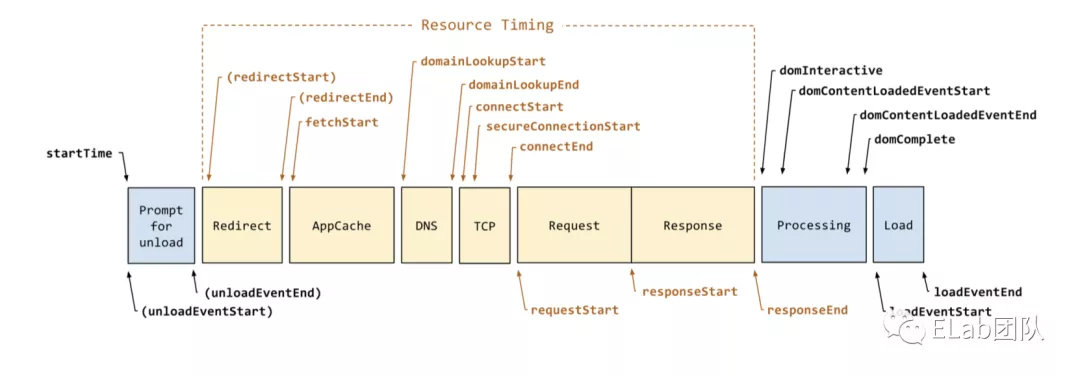 Resource Timing
domainLookupStart
domInteractive
(redirectStart)
domainLookupEnd
domContentLoadedEventStart
(redirectEnd)
connectStart
fetchStart
domContentLoadedEventEnd
secureConnectionStart
domComplete
connectEnd
startTime
Prompt
for
unload
Redirect
AppCache
DNS
TCP
Request
Response
Processing
Load
(unloadEventEnd)
responseStart
loadEventEnd
(unloadEventStart)
requestStart
responseEnd
loadEventStart
ELab团队